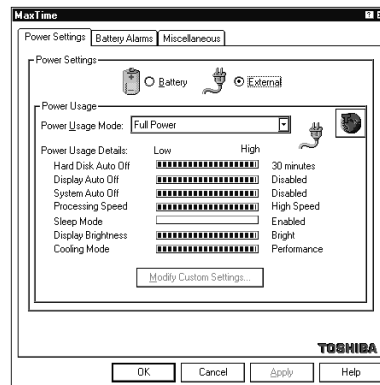 MaxTime
Power Settings Battery Alarms Miscellaneous
Power Settings
Battery External
Power Usage
Power Usage Mode: Full Power
Power Usage Details: Low High
Hard Disk Auto Off 30 minutes
Display Auto Off Disabled
System Auto Off Disabled
Processing Speed High Speed
Sleep Mode Enabled
Display Brightness Bright
Cooling Mode Performance
Modify Custom Settings...
TOSHIBA
OK Cancel Apply Help